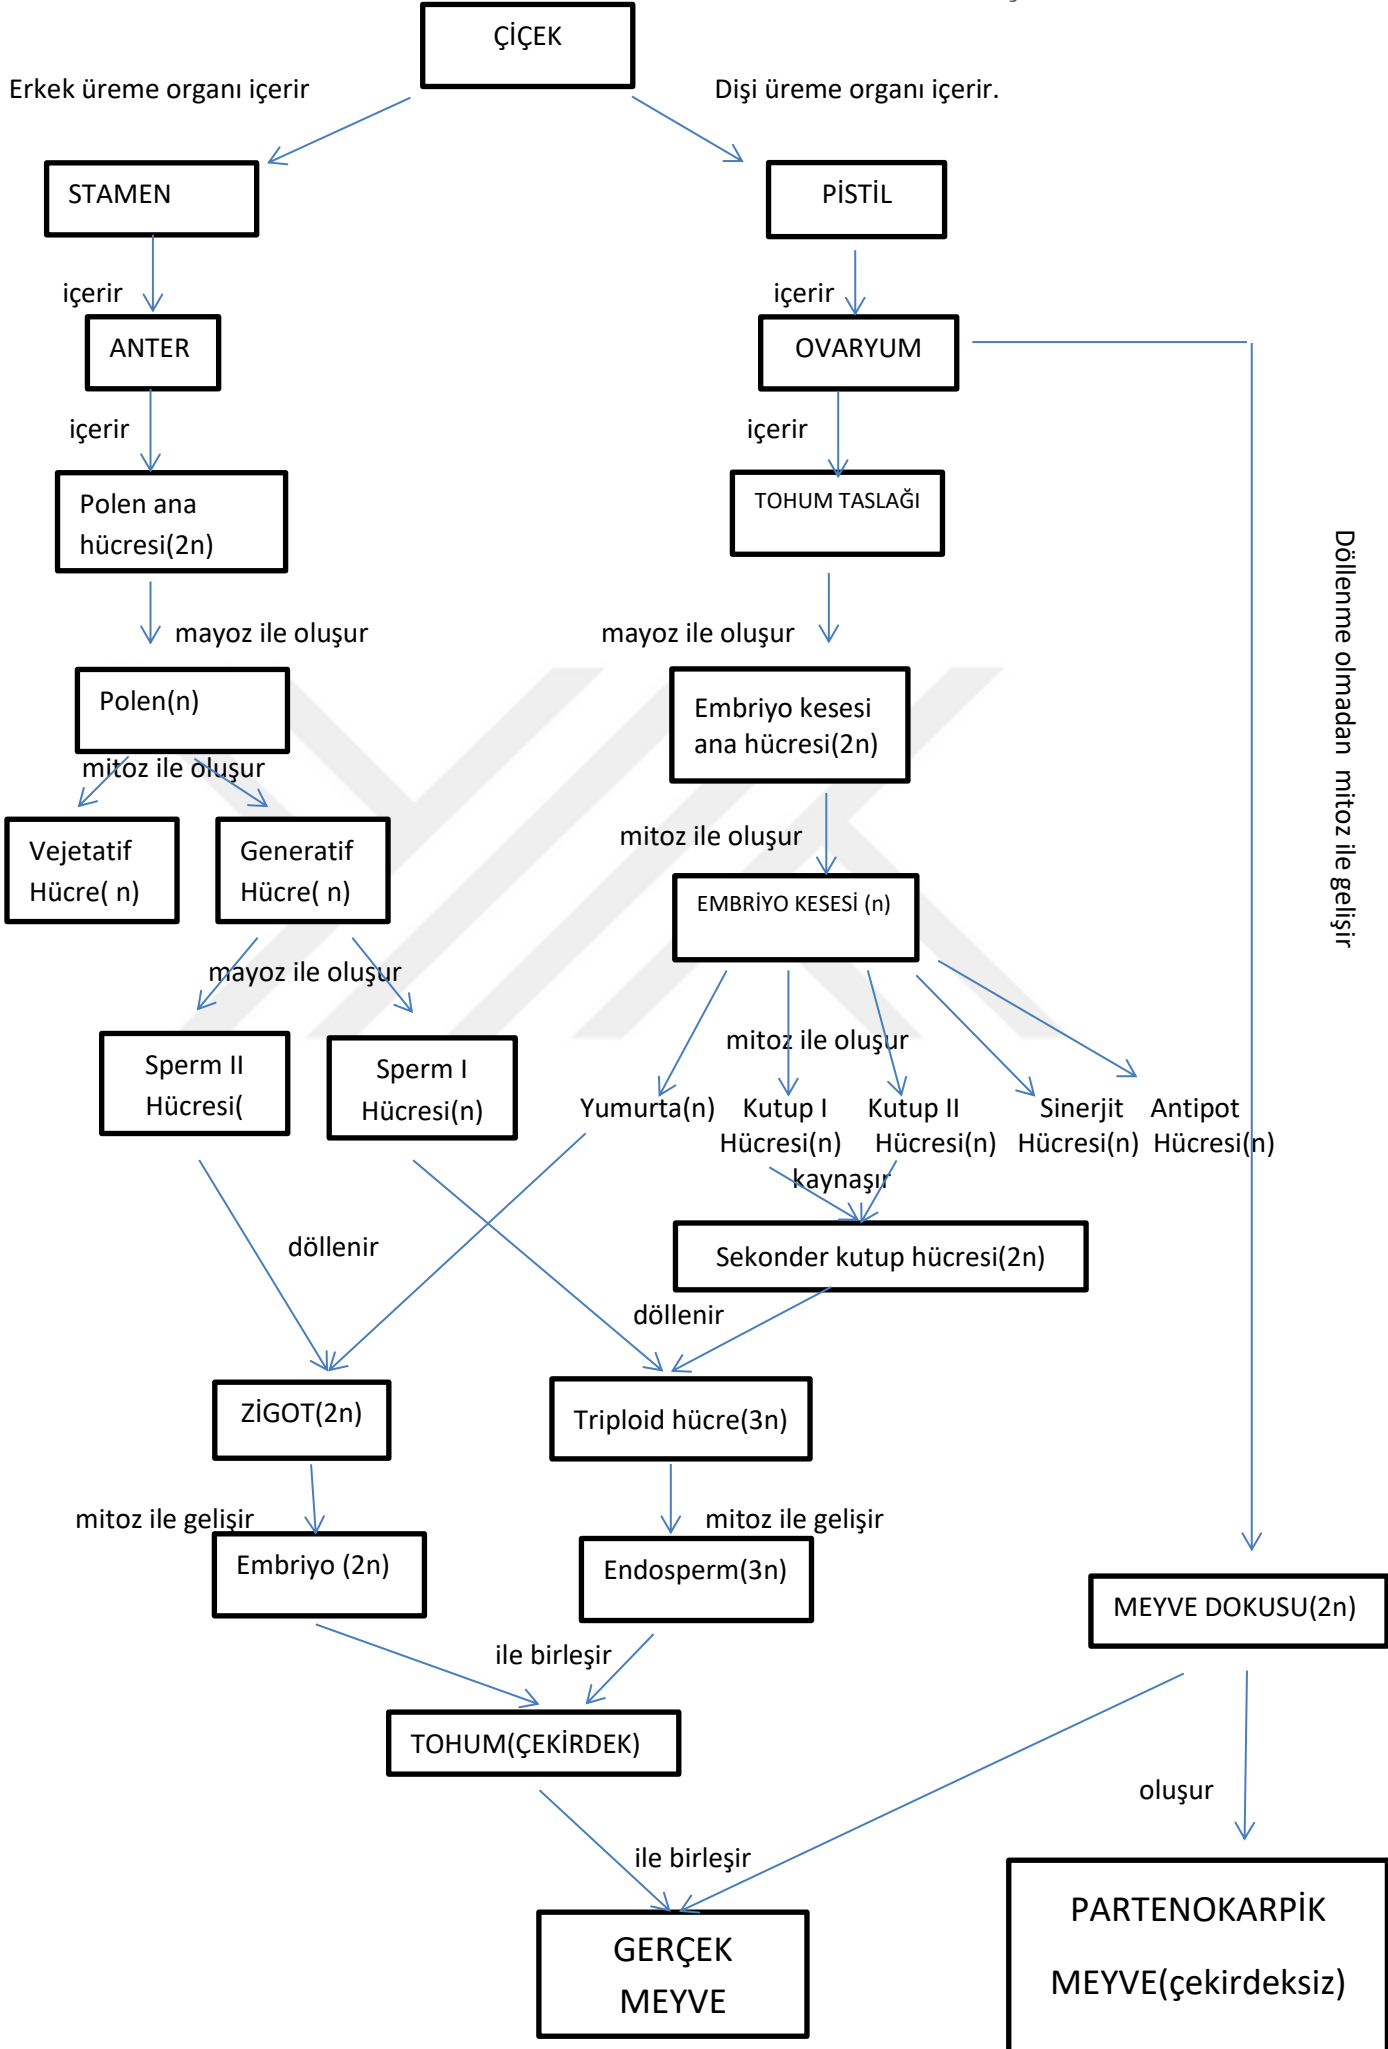 ÇİÇEK
Erkek üreme organı içerir
Dişi üreme organı içerir.
STAMEN
PİSTİL
içerir
içerir
ANTER
OVARYUM
içerir
içerir
Polen ana
hücresi(2n)
TOHUM TASLAĞI
Döllenme olmadan mitoz ile gelişir
mayoz ile oluşur
mayoz ile oluşur
Polen(n)
Embriyo kesesi
ana hücresi(2n)
mitoz ile oluşur
Vejetatif
Hücre( n)
Generatif
Hücre( n)
mitoz ile oluşur
EMBRİYO KESESİ (n)
mayoz ile oluşur
mitoz ile oluşur
Sperm II
Hücresi(
Sperm I
Hücresi(n)
Yumurta(n)
Kutup I
Hücresi(n)
Kutup II
Hücresi(n)
Sinerjit
Hücresi(n)
Antipot
Hücresi(n)
kaynaşır
Sekonder kutup hücresi(2n)
döllenir
döllenir
ZİGOT(2n)
Triploid hücre(3n)
mitoz ile gelişir
mitoz ile gelişir
Embriyo (2n)
Endosperm(3n)
MEYVE DOKUSU(2n)
ile birleşir
TOHUM(ÇEKİRDEK)
oluşur
ile birleşir
GERÇEK
MEYVE
PARTENOKARPİK
MEYVE(çekirdeksiz)